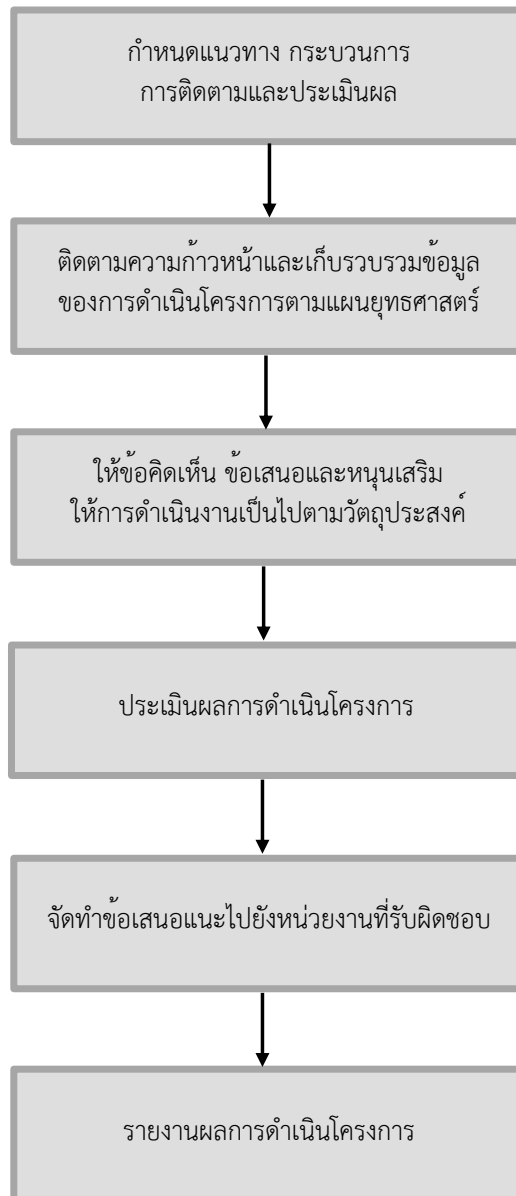 กำหนดแนวทาง กระบวนการ
การติดตามและประเมินผล
ติดตามความก้าวหน้าและเก็บรวบรวมข้อมูล
ของการดำเนินโครงการตามแผนยุทธศาสตร์
ให้ข้อคิดเห็น ข้อเสนอและหนุนเสริม
ให้การดำเนินงานเป็นไปตามวัตถุประสงค์
ประเมินผลการดำเนินโครงการ
จัดทำข้อเสนอแนะไปยังหน่วยงานที่รับผิดชอบ
รายงานผลการดำเนินโครงการ